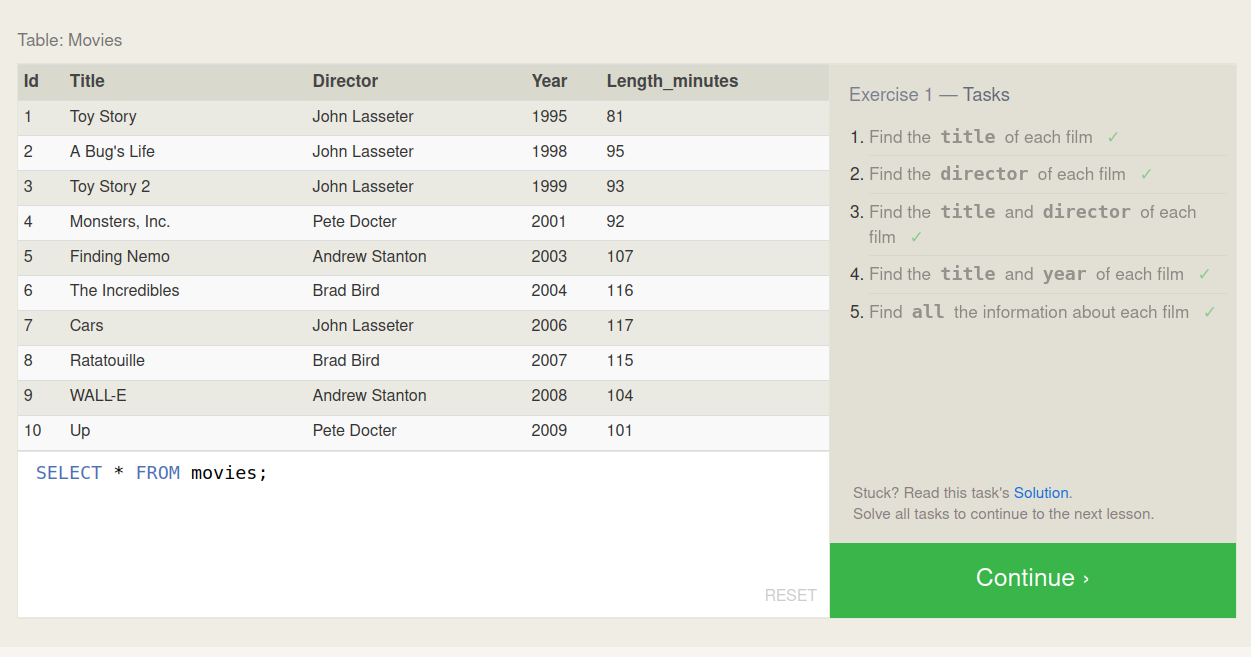 Table: Movies
Id Title Director Year Length_minutes
1 Toy Story John Lasseter 1995 81
2 A Bug's Life John Lasseter 1998 95
3 Toy Story 2 John Lasseter 1999 93
4 Monsters, Inc. Pete Docter 2001 92
5 Finding Nemo Andrew Stanton 2003 107
6 The Incredibles Brad Bird 2004 116
7 Cars John Lasseter 2006 117
8 Ratatouille Brad Bird 2007 115
9 WALL-E Andrew Stanton 2008 104
10 Up Pete Docter 2009 101
SELECT * FROM movies;
RESET
Exercise 1 — Tasks
1. Find the title of each film ✓
2. Find the director of each film ✓
3. Find the title and director of each
film ✓
4. Find the title and year of each film ✓
5. Find all the information about each film ✓
Stuck? Read this task's Solution.
Solve all tasks to continue to the next lesson.
Continue ›